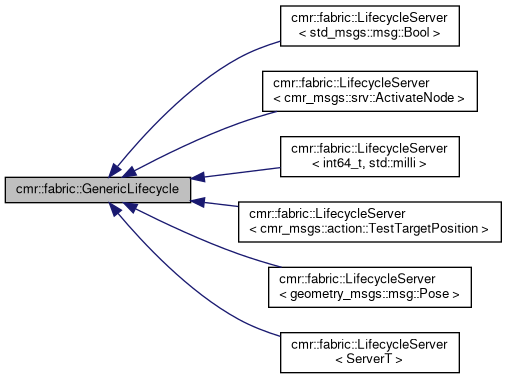 cmr::fabric::LifecycleServer
< std_msgs::msg::Bool >
cmr::fabric::LifecycleServer
< cmr_msgs::srv::ActivateNode >
cmr::fabric::LifecycleServer
< int64_t, std::milli >
cmr::fabric::GenericLifecycle
cmr::fabric::LifecycleServer
< cmr_msgs::action::TestTargetPosition >
cmr::fabric::LifecycleServer
< geometry_msgs::msg::Pose >
cmr::fabric::LifecycleServer
< ServerT >